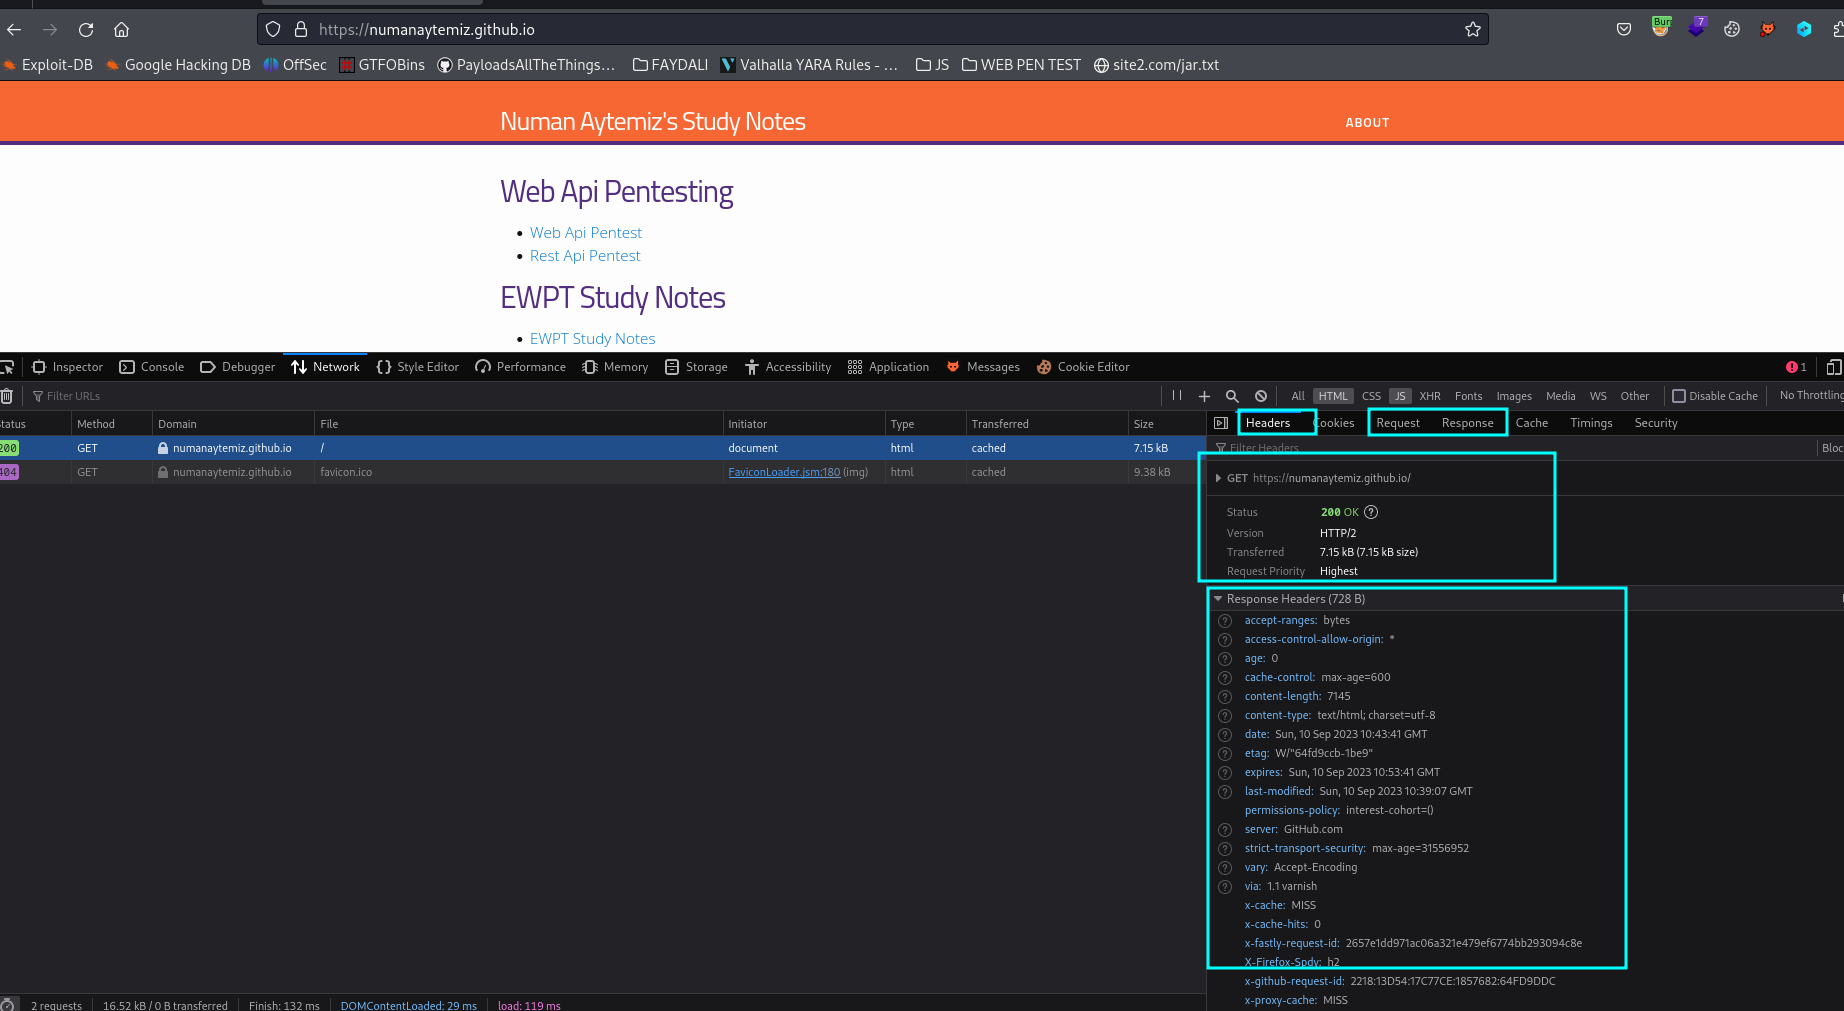 https://numanaytemiz.github.io
Burp
7
Exploit-DB Google Hacking DB OffSec GTFOBins PayloadsAllTheThings... FAYDALI Valhalla YARA Rules - ... JS WEB PEN TEST site2.com/jar.txt
Numan Aytemiz's Study Notes ABOUT
Web Api Pentesting
Web Api Pentest
Rest Api Pentest
EWPT Study Notes
EWPT Study Notes
Inspector Console Debugger Network Style Editor Performance Memory Storage Accessibility Application Messages Cookie Editor 1
Filter URLs All HTML CSS JS XHR Fonts Images Media WS Other Disable Cache No Throttling
tatus Method Domain File Initiator Type Transferred Size
200 GET numanaytemiz.github.io / document html cached 7.15 kB
404 GET numanaytemiz.github.io favicon.ico FaviconLoader.jsm:180 (img) html cached 9.38 kB
Headers Cookies Request Response Cache Timings Security
Filter Headers Bloc
GET https://numanaytemiz.github.io/
Status 200 OK
Version HTTP/2
Transferred 7.15 kB (7.15 kB size)
Request Priority Highest
Response Headers (728 B)
accept-ranges: bytes
access-control-allow-origin: *
age: 0
cache-control: max-age=600
content-length: 7145
content-type: text/html; charset=utf-8
date: Sun, 10 Sep 2023 10:43:41 GMT
etag: W/"64fd9ccb-1be9"
expires: Sun, 10 Sep 2023 10:53:41 GMT
last-modified: Sun, 10 Sep 2023 10:39:07 GMT
permissions-policy: interest-cohort=()
server: GitHub.com
strict-transport-security: max-age=31556952
vary: Accept-Encoding
via: 1.1 varnish
x-cache: MISS
x-cache-hits: 0
x-fastly-request-id: 2657e1dd971ac06a321e479ef6774bb293094c8e
X-Firefox-Spdy: h2
x-github-request-id: 2218:13D54:17C77CE:1857682:64FD9DDC
x-proxy-cache: MISS
2 requests 16.52 kB / 0 B transferred Finish: 132 ms DOMContentLoaded: 29 ms load: 119 ms